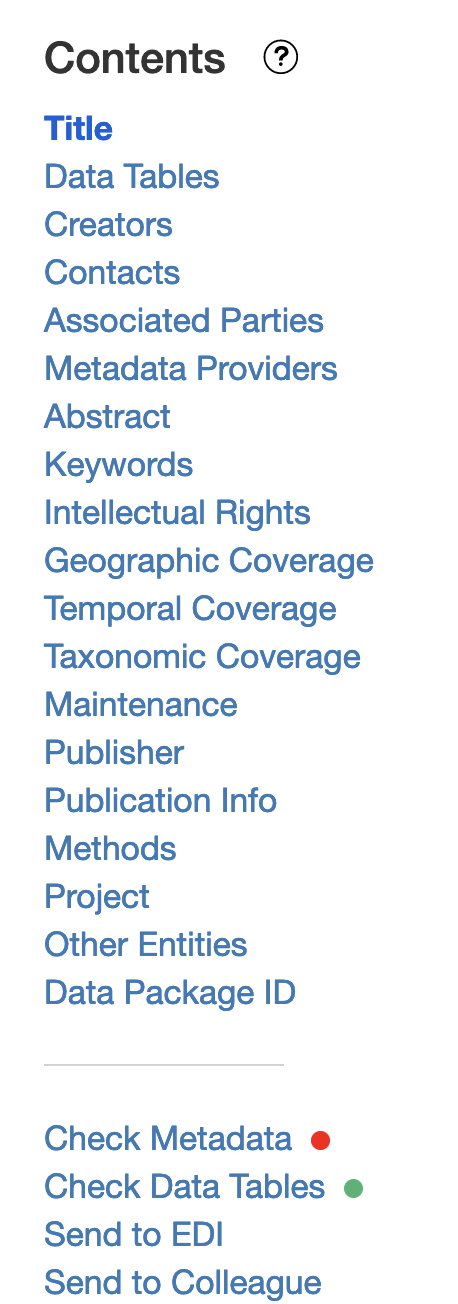 Contents ?
Title
Data Tables
Creators
Contacts
Associated Parties
Metadata Providers
Abstract
Keywords
Intellectual Rights
Geographic Coverage
Temporal Coverage
Taxonomic Coverage
Maintenance
Publisher
Publication Info
Methods
Project
Other Entities
Data Package ID
Check Metadata
Check Data Tables
Send to EDI
Send to Colleague